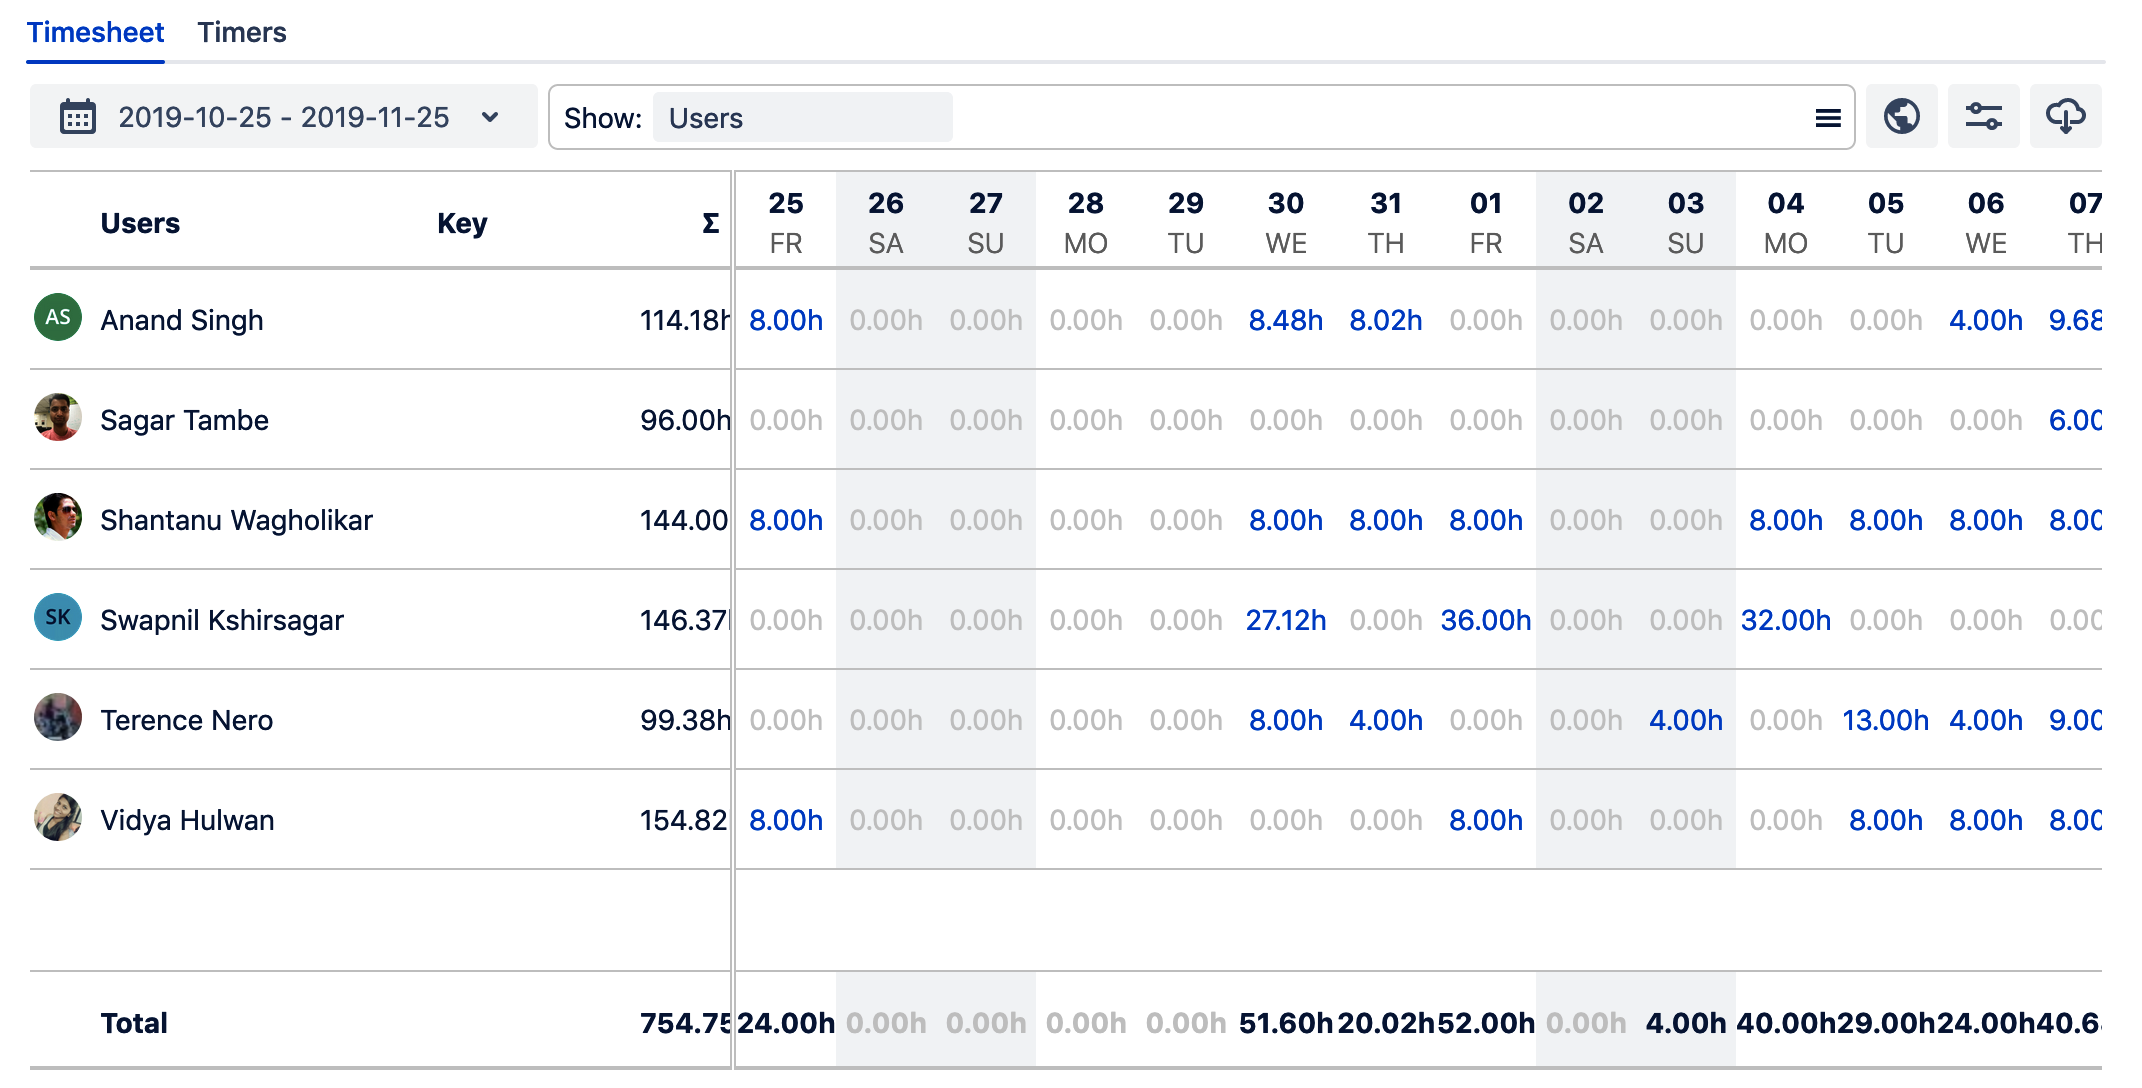 Timesheet Timers
2019-10-25 - 2019-11-25 Show: Users
Users Key Σ 25 26 27 28 29 30 31 01 02 03 04 05 06 07
FR SA SU MO TU WE TH FR SA SU MO TU WE TH
AS Anand Singh 114.18h 8.00h 0.00h 0.00h 0.00h 0.00h 8.48h 8.02h 0.00h 0.00h 0.00h 0.00h 0.00h 4.00h 9.68
Sagar Tambe 96.00h 0.00h 0.00h 0.00h 0.00h 0.00h 0.00h 0.00h 0.00h 0.00h 0.00h 0.00h 0.00h 0.00h 6.00
Shantanu Wagholikar 144.00 8.00h 0.00h 0.00h 0.00h 0.00h 8.00h 8.00h 8.00h 0.00h 0.00h 8.00h 8.00h 8.00h 8.00
SK Swapnil Kshirsagar 146.37h 0.00h 0.00h 0.00h 0.00h 0.00h 27.12h 0.00h 36.00h 0.00h 0.00h 32.00h 0.00h 0.00h 0.00
Terence Nero 99.38h 0.00h 0.00h 0.00h 0.00h 0.00h 8.00h 4.00h 0.00h 0.00h 4.00h 0.00h 13.00h 4.00h 9.00
Vidya Hulwan 154.82 8.00h 0.00h 0.00h 0.00h 0.00h 0.00h 0.00h 8.00h 0.00h 0.00h 0.00h 8.00h 8.00h 8.00
Total 754.75 24.00h 0.00h 0.00h 0.00h 0.00h 51.60h 20.02h 52.00h 0.00h 4.00h 40.00h 29.00h 24.00h 40.6